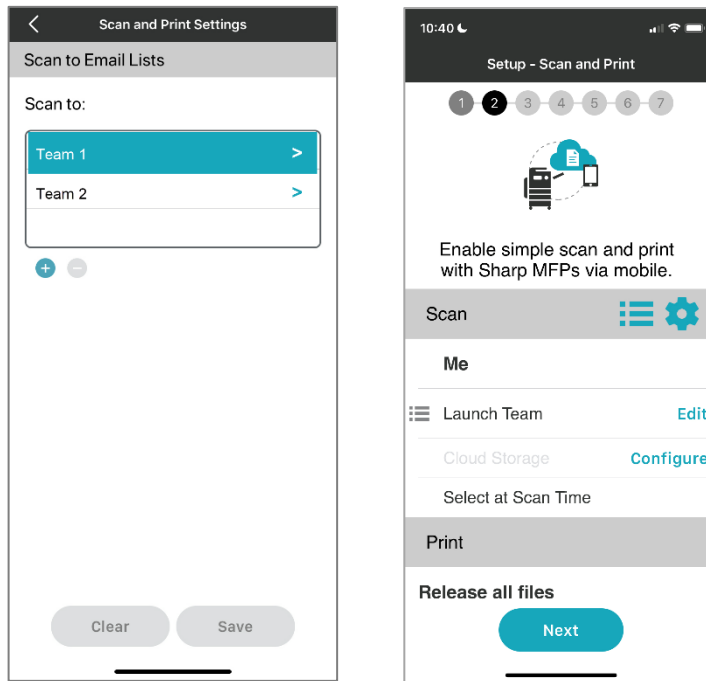 Scan and Print Settings
Scan to Email Lists
Scan to:
Team 1 >
Team 2 >
Clear Save
10:40
Setup - Scan and Print
1 2 3 4 5 6 7
Enable simple scan and print
with Sharp MFPs via mobile.
Scan
Me
Launch Team Edit
Cloud Storage Configure
Select at Scan Time
Print
Release all files
Next